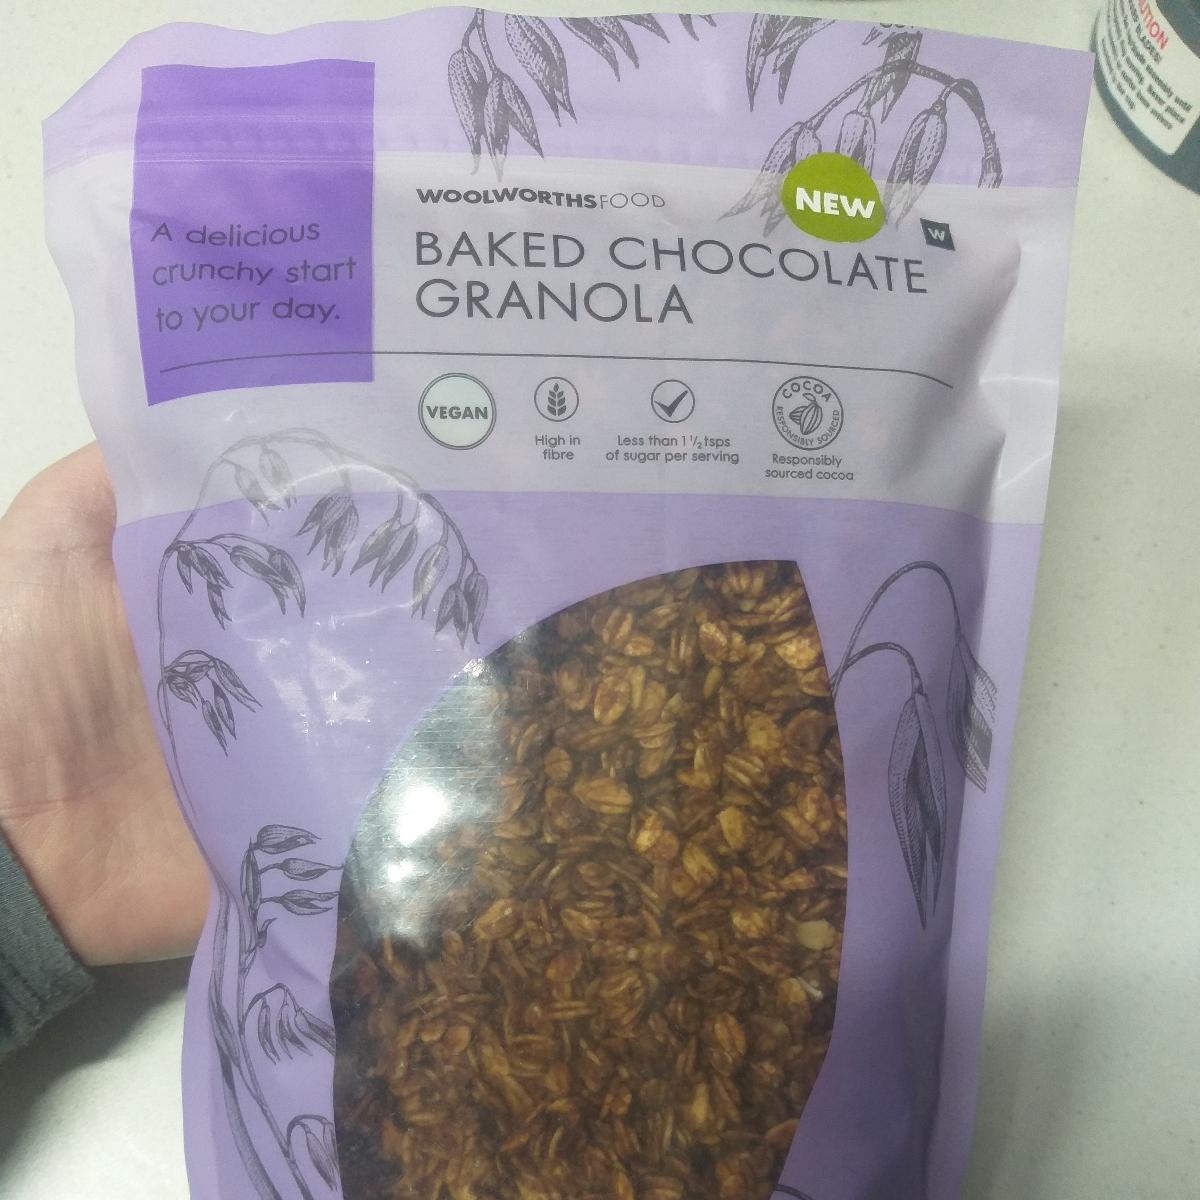 A delicious
crunchy start
to your day.
WOOLWORTHSFOOD
NEW
W
BAKED CHOCOLATE
GRANOLA
VEGAN
High in
fibre
Less than 1 1/2 tsps
of sugar per serving
COCOA
RESPONSIBLY SOURCED
Responsibly
sourced cocoa